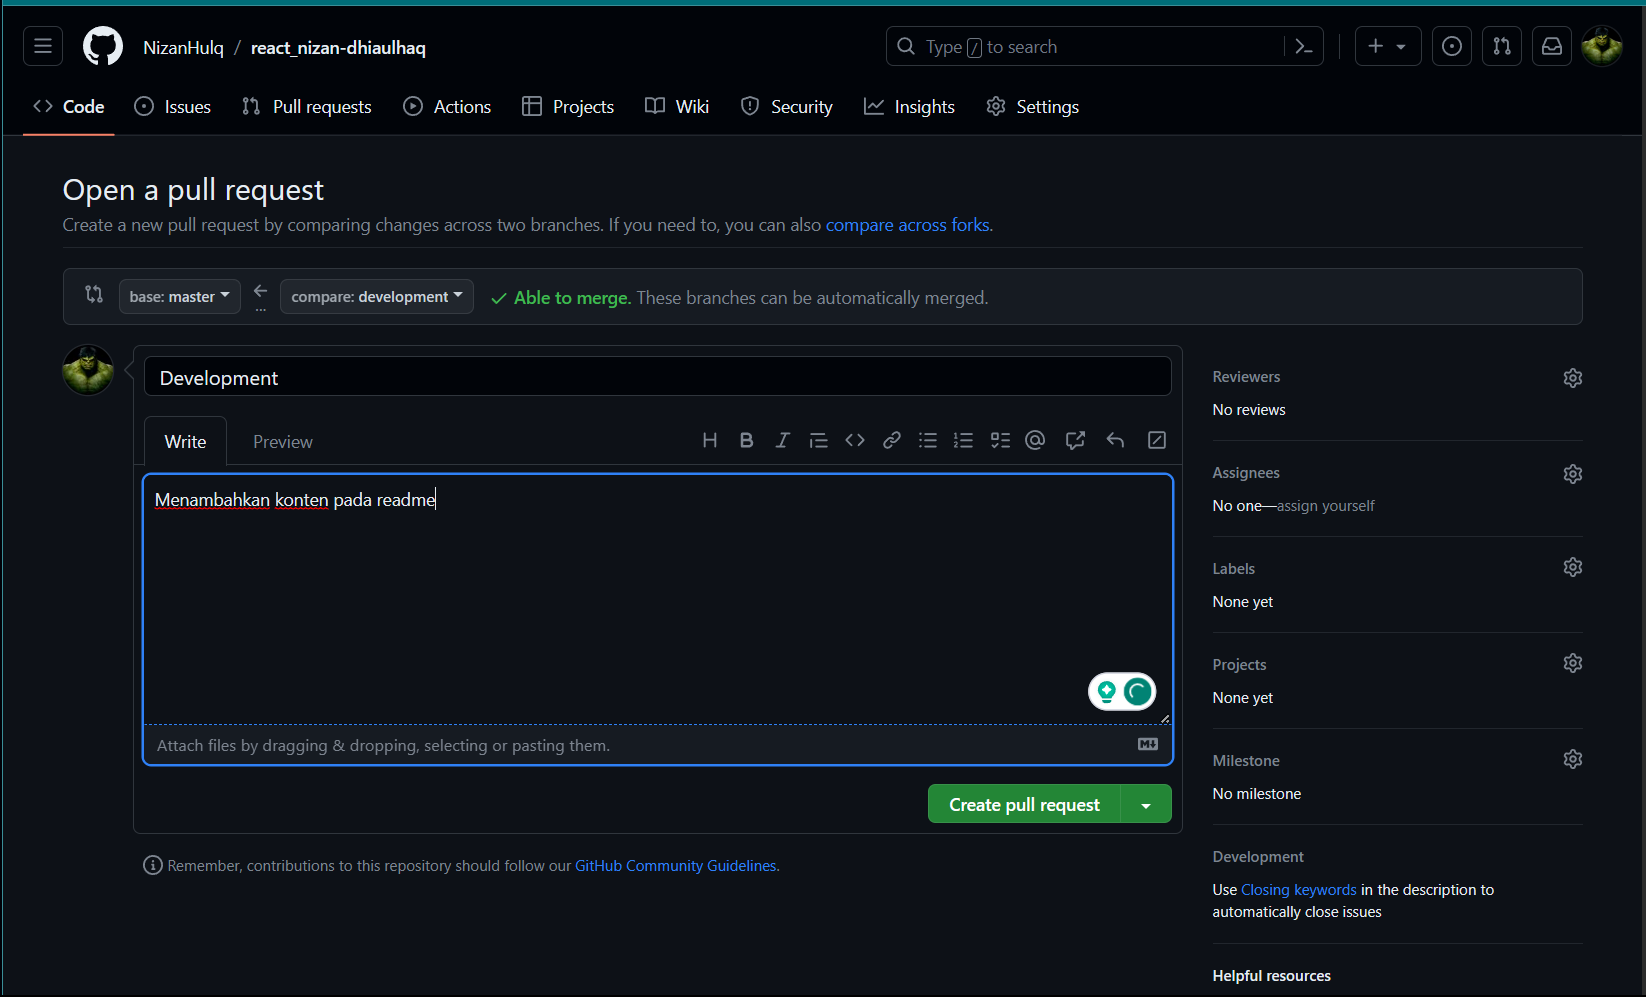 NizanHulq / react_nizan-dhiaulhaq
Type / to search
Code Issues Pull requests Actions Projects Wiki Security Insights Settings
Open a pull request
Create a new pull request by comparing changes across two branches. If you need to, you can also compare across forks.
base: master compare: development Able to merge. These branches can be automatically merged.
Development
Write Preview
Menambahkan konten pada readme
Attach files by dragging & dropping, selecting or pasting them.
Create pull request
Remember, contributions to this repository should follow our GitHub Community Guidelines.
Reviewers
No reviews
Assignees
No one—assign yourself
Labels
None yet
Projects
None yet
Milestone
No milestone
Development
Use Closing keywords in the description to
automatically close issues
Helpful resources